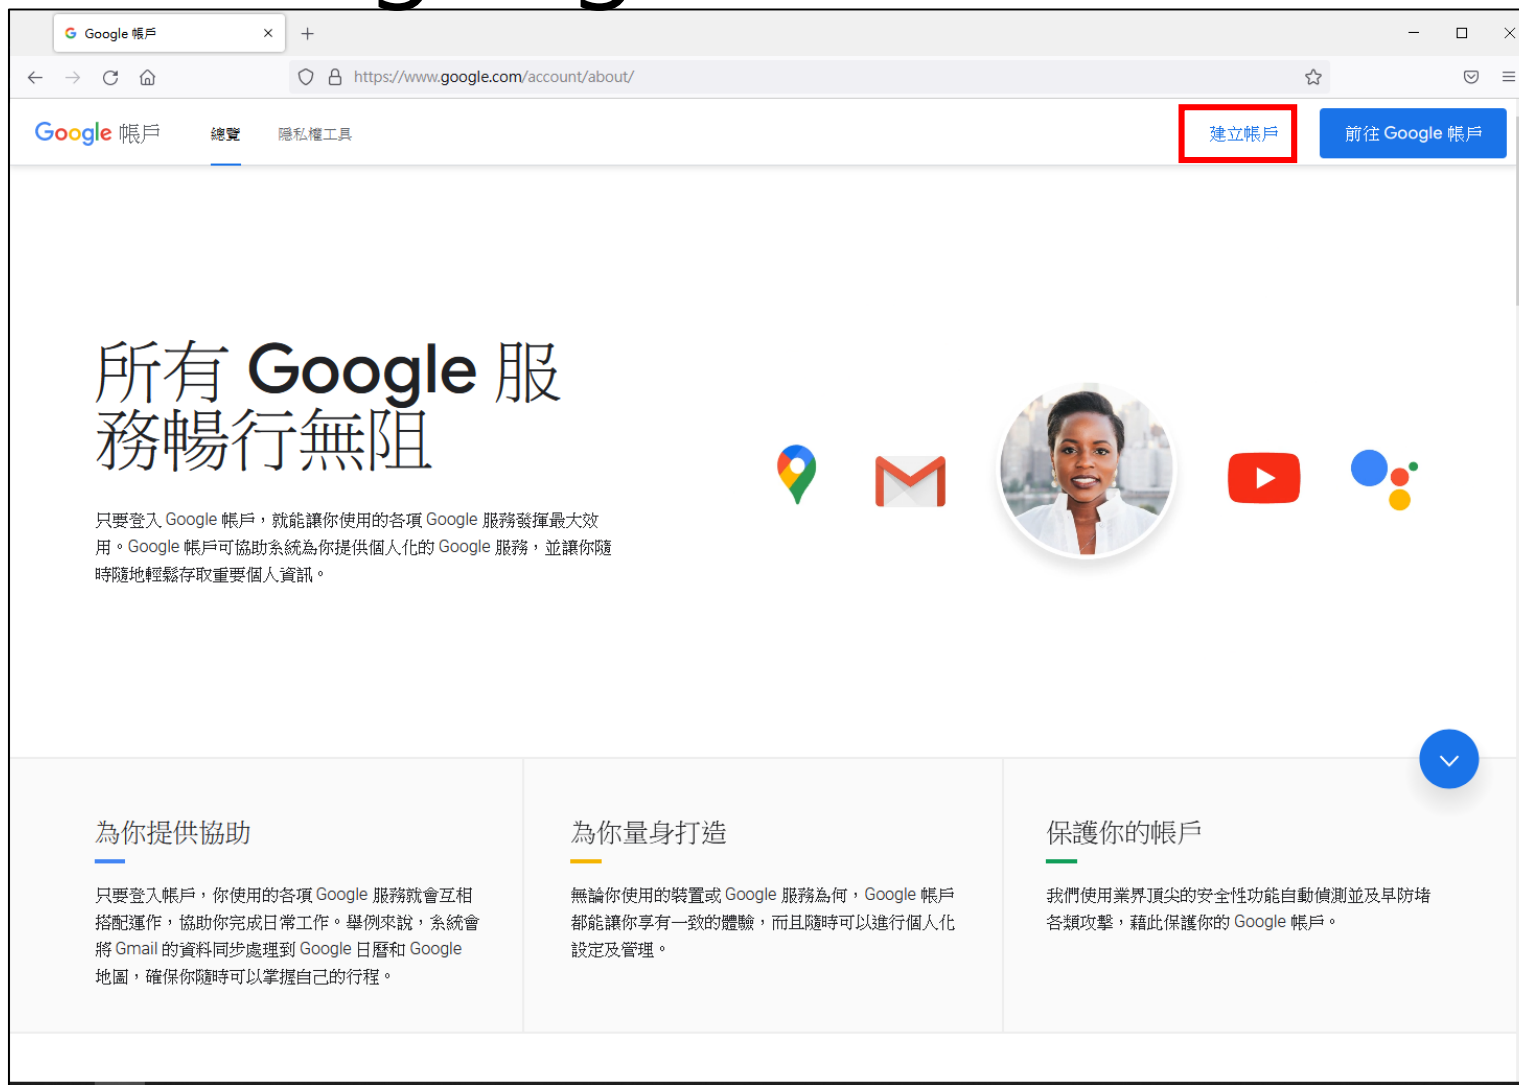 Google 帳戶
https://www.google.com/account/about/
Google 帳戶 總覽 隱私權工具 建立帳戶 前往 Google 帳戶
所有 Google 服
務暢行無阻
只要登入 Google 帳戶，就能讓你使用的各項 Google 服務發揮最大效
用。Google 帳戶可協助系統為你提供個人化的 Google 服務，並讓你隨
時隨地輕鬆存取重要個人資訊。
為你提供協助
只要登入帳戶，你使用的各項 Google 服務就會互相
搭配運作，協助你完成日常工作。舉例來說，系統會
將 Gmail 的資料同步處理到 Google 日曆和 Google
地圖，確保你隨時可以掌握自己的行程。
為你量身打造
無論你使用的裝置或 Google 服務為何，Google 帳戶
都能讓你享有一致的體驗，而且隨時可以進行個人化
設定及管理。
保護你的帳戶
我們使用業界頂尖的安全性功能自動偵測並及早防堵
各類攻擊，藉此保護你的 Google 帳戶。